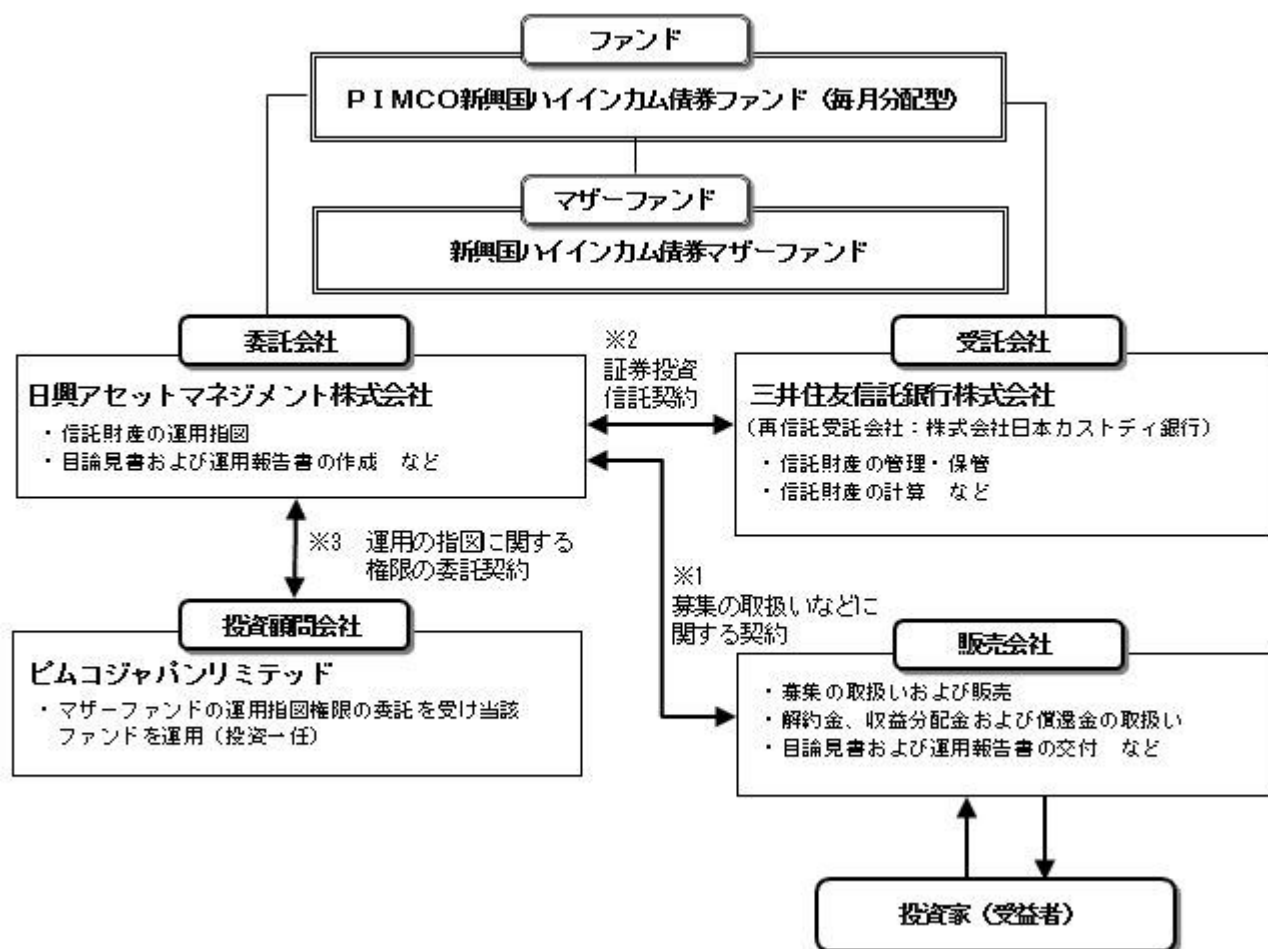 ファンド
ＰＩＭＣＯ新興国ハイインカム債券ファンド（毎月分配型）
マザーファンド
新興国ハイインカム債券マザーファンド
委託会社
日興アセットマネジメント株式会社
・信託財産の運用指図
・目論見書および運用報告書の作成　など
※2
証券投資
信託契約
受託会社
三井住友信託銀行株式会社
（再信託受託会社：株式会社日本カストディ銀行）
・信託財産の管理・保管
・信託財産の計算　など
※3　運用の指図に関する
権限の委託契約
※1
募集の取扱いなどに
関する契約
投資顧問会社
ピムコジャパンリミテッド
・マザーファンドの運用指図権限の委託を受け当該
ファンドを運用（投資一任）
販売会社
・募集の取扱いおよび販売
・解約金、収益分配金および償還金の取扱い
・目論見書および運用報告書の交付　など
投資家（受益者）